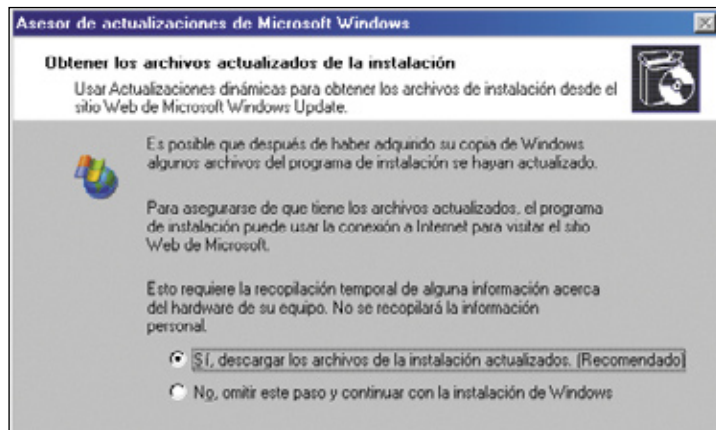 Asesor de actualizaciones de Microsoft Windows
Obtener los archivos actualizados de la instalación
Usar Actualizaciones dinámicas para obtener los archivos de instalación desde el
sitio Web de Microsoft Windows Update.
Es posible que después de haber adquirido su copia de Windows
algunos archivos del programa de instalación se hayan actualizado.
Para asegurarse de que tiene los archivos actualizados, el programa
de instalación puede usar la conexión a Internet para visitar el sitio
Web de Microsoft.
Esto requiere la recopilación temporal de alguna información acerca
del hardware de su equipo. No se recopilará la información
personal.
Sí, descargar los archivos de la instalación actualizados. (Recomendado)
No, omitir este paso y continuar con la instalación de Windows